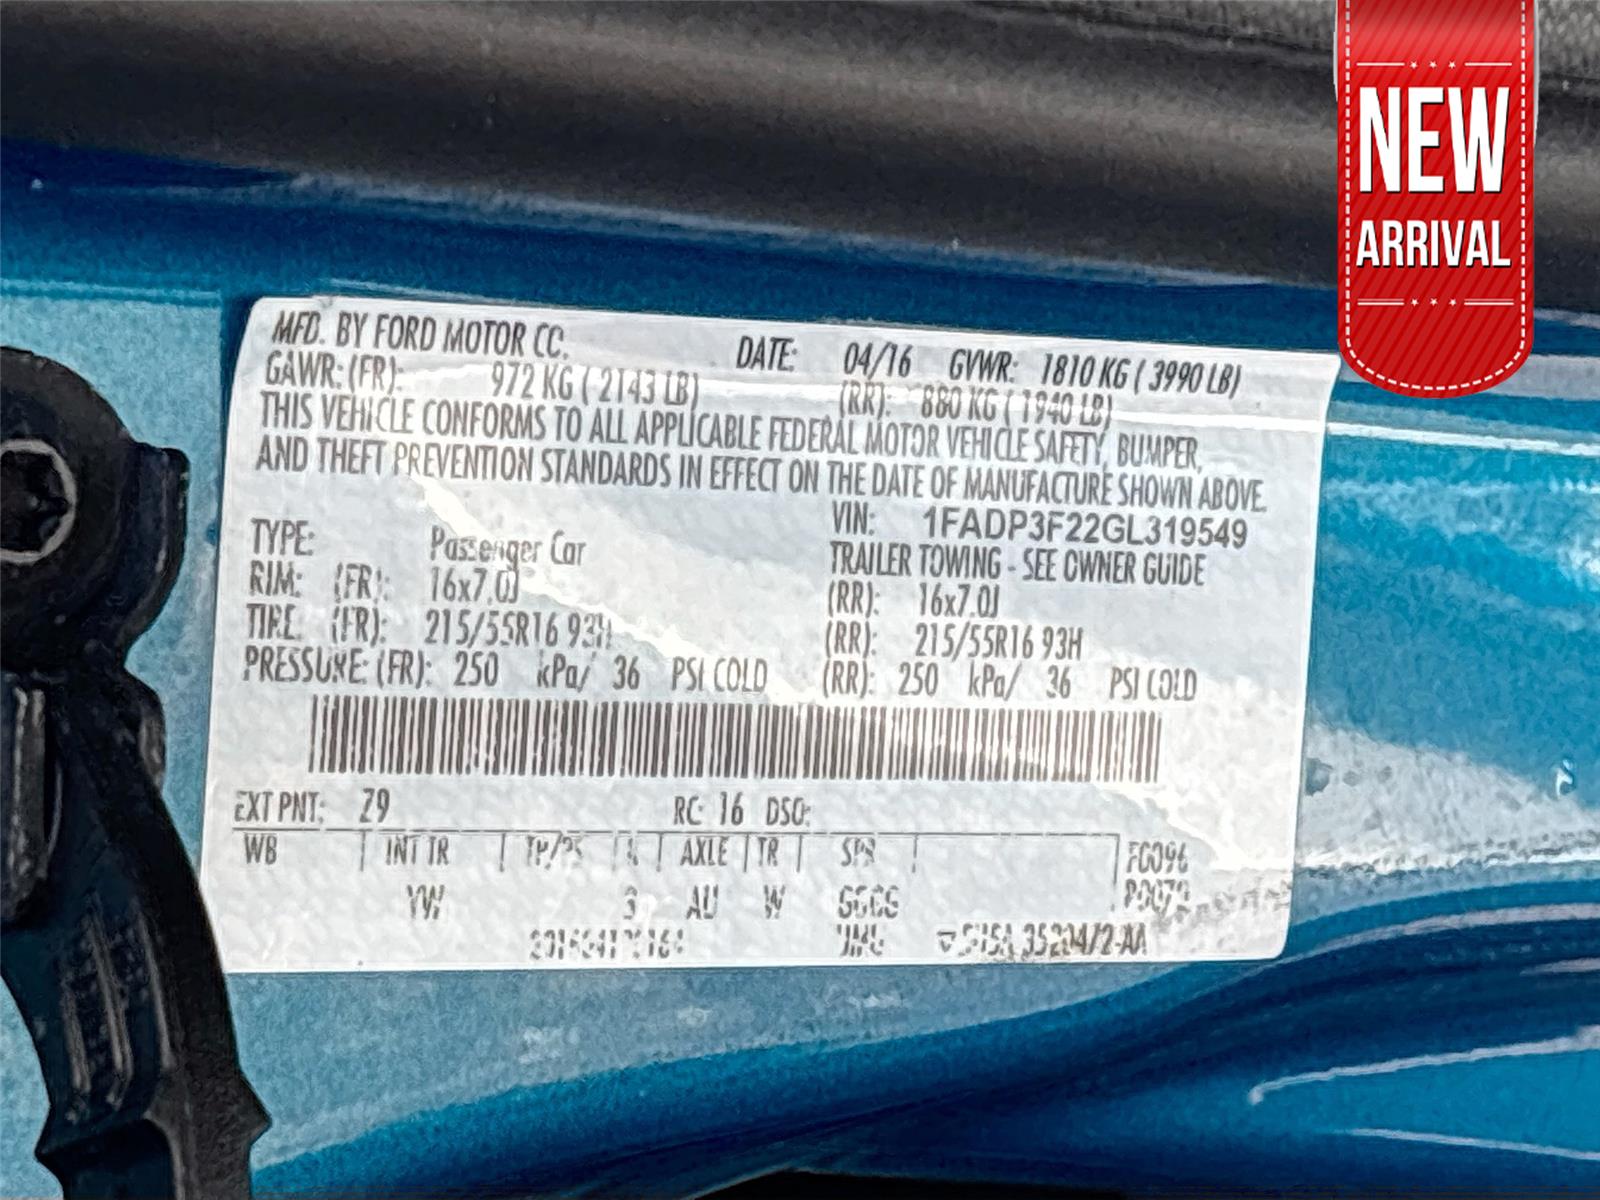 NEW
ARRIVAL
MFD. BY FORD MOTOR CO. DATE: 04/16 GVWR: 1810 KG ( 3990 LB)
GAWR: (FR): 972 KG ( 2143 LB) (RR): 880 KG ( 1940 LB)
THIS VEHICLE CONFORMS TO ALL APPLICABLE FEDERAL MOTOR VEHICLE SAFETY, BUMPER,
AND THEFT PREVENTION STANDARDS IN EFFECT ON THE DATE OF MANUFACTURE SHOWN ABOVE.
VIN: 1FADP3F22GL319549
TYPE: Passenger Car TRAILER TOWING - SEE OWNER GUIDE
RIM: (FR): 16x7.0J (RR): 16x7.0J
TIRE: (FR): 215/55R16 93H (RR): 215/55R16 93H
PRESSURE: (FR): 250 kPa/ 36 PSI COLD (RR): 250 kPa/ 36 PSI COLD
EXT PNT: Z9 RC: 16 DSO:
WB INT TR TP/PS R AXLE TR SPR
YW 3 AU W